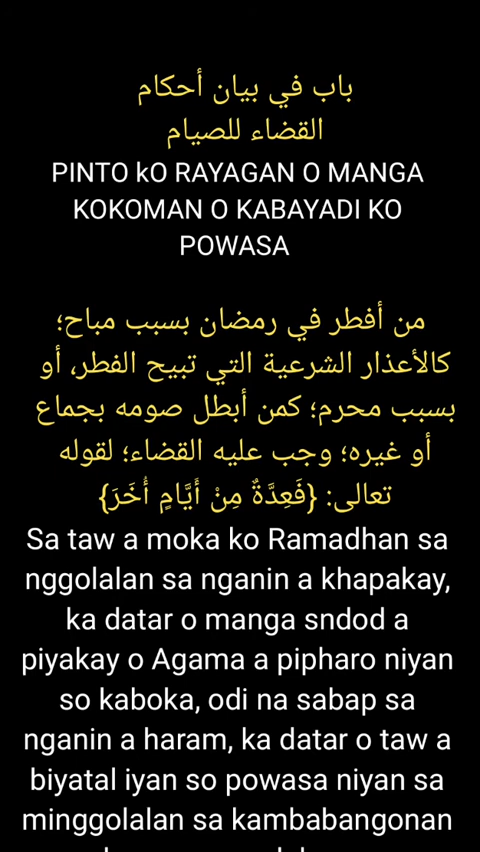 باب في بيان أحكام
القضاء للصيام
PINTO kO RAYAGAN O MANGA
KOKOMAN O KABAYADI KO
POWASA
من أفطر في رمضان بسبب مباح؛
كالأعذار الشرعية التي تبيح الفطر، أو
بسبب محرم؛ كمن أبطل صومه بجماع
أو غيره؛ وجب عليه القضاء؛ لقوله
تعالى: {فَعِدَّةٌ مِنْ أَيَّامٍ أُخَرَ}
Sa taw a moka ko Ramadhan sa
nggolalan sa nganin a khapakay,
ka datar o manga sndod a
piyakay o Agama a pipharo niyan
so kaboka, odi na sabap sa
nganin a haram, ka datar o taw a
biyatal iyan so powasa niyan sa
minggolalan sa kambabangonan